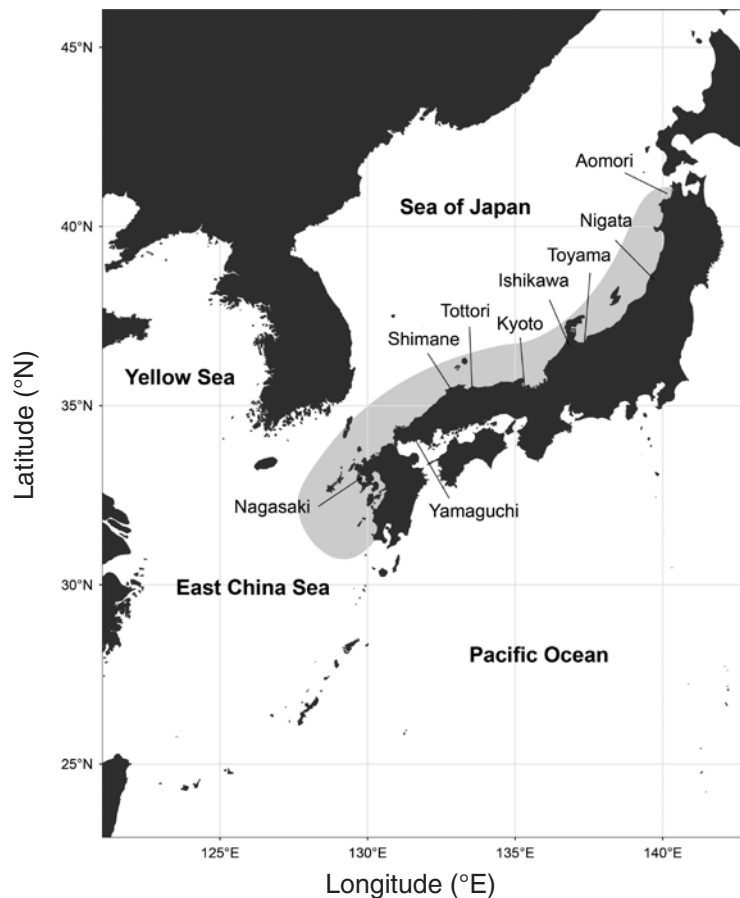 45°N
Aomori
Sea of Japan
40°N
Nigata
Toyama
Ishikawa
Tottori
Kyoto
Shimane
Yellow Sea
35°N
Latitude (°N)
Nagasaki
Yamaguchi
30°N
East China Sea
Pacific Ocean
25°N
125°E
130°E
135°E
140°E
Longitude (°E)